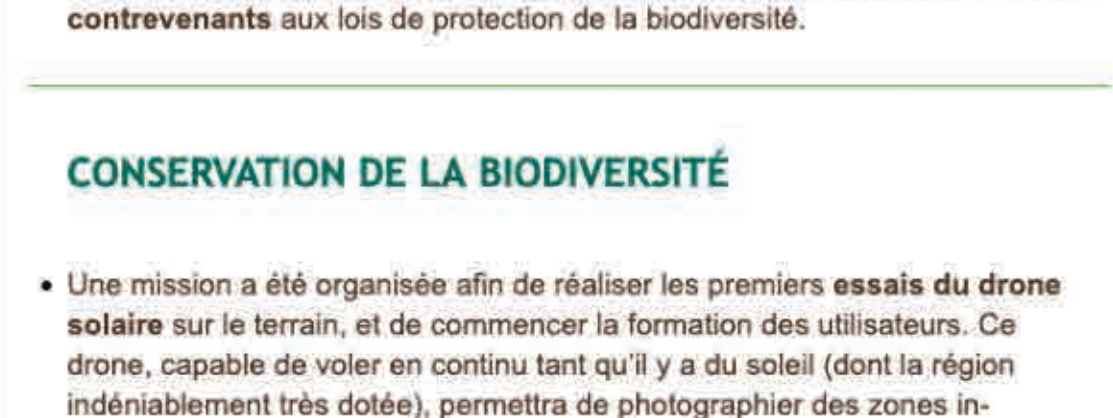 contrevenants aux lois de protection de la biodiversité.
CONSERVATION DE LA BIODIVERSITÉ
• Une mission a été organisée afin de réaliser les premiers essais du drone
solaire sur le terrain, et de commencer la formation des utilisateurs. Ce
drone, capable de voler en continu tant qu'il y a du soleil (dont la région
indéniablement très dotée), permettra de photographier des zones in-